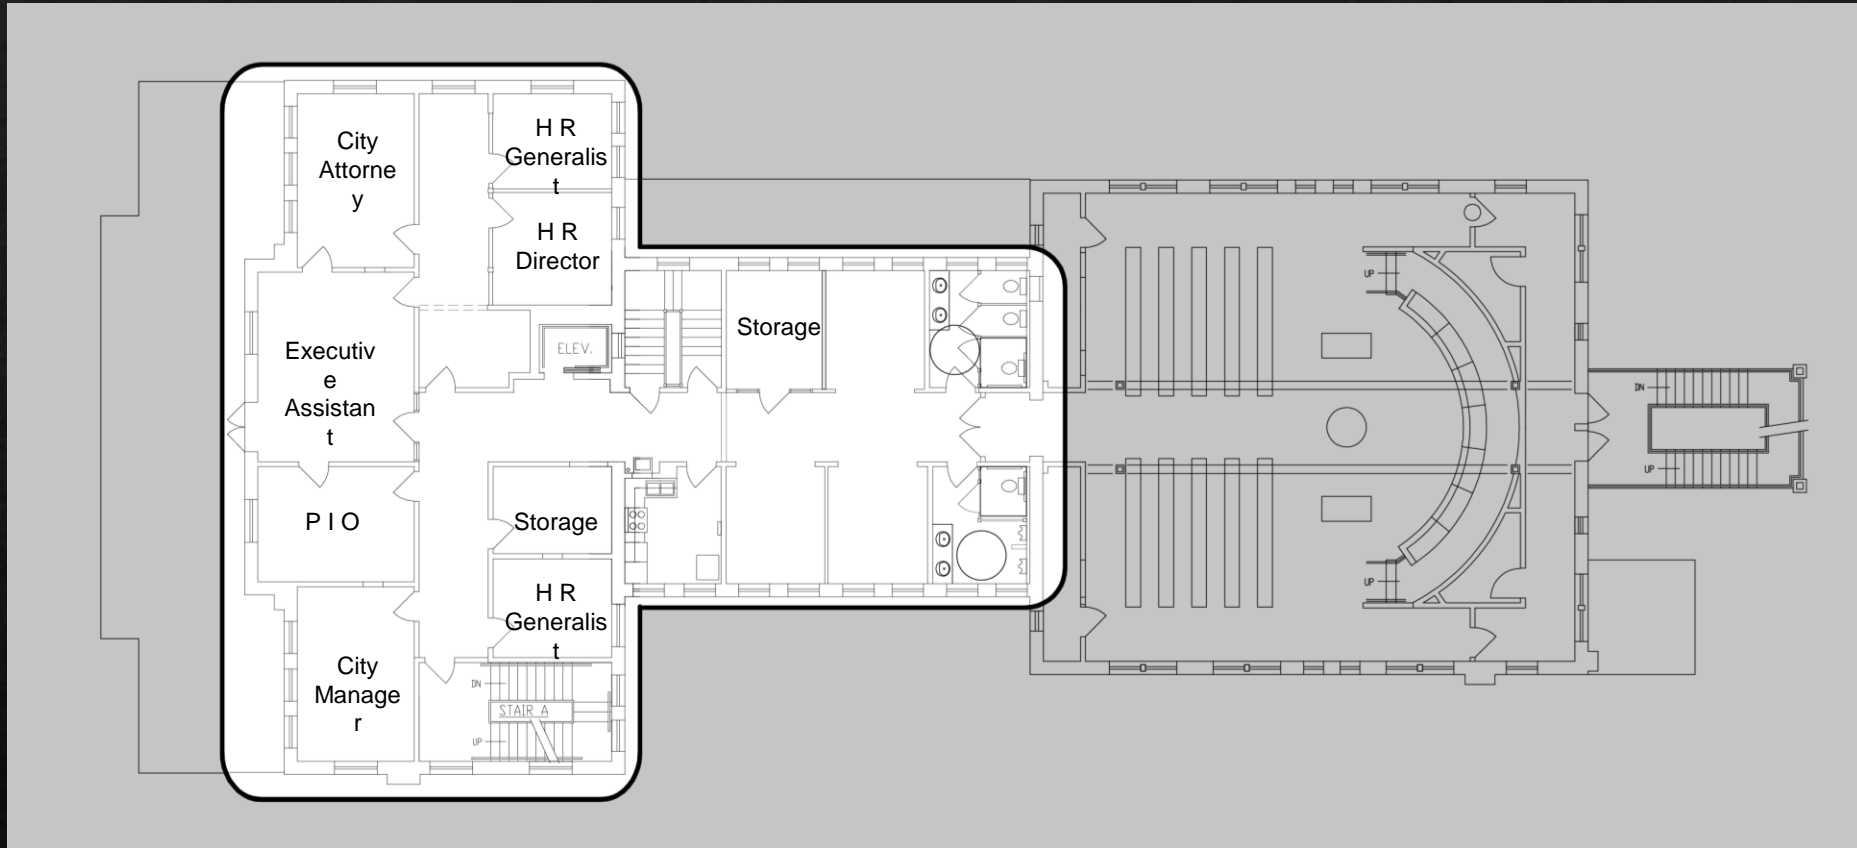 City
Attorne
y
H R
Generalis
t
H R
Director
ELEV.
Storage
Executiv
e
Assistan
t
P I O
Storage
H R
Generalis
t
City
Manage
r
DN
STAIR A
UP
UP
UP
DN
UP